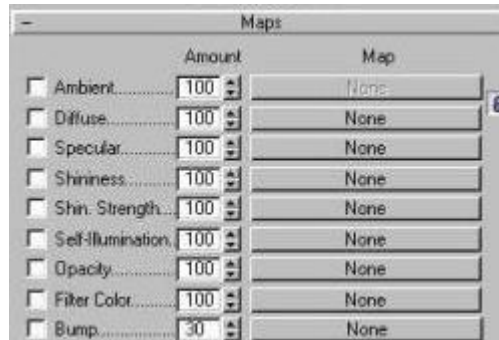 - Maps
Amount Map
Ambient............ 100 None
Diffuse............ 100 None
Specular........... 100 None
Shininess.......... 100 None
Shin. Strength.... 100 None
Self-Illumination. 100 None
Opacity............ 100 None
Filter Color....... 100 None
Bump............... 30 None